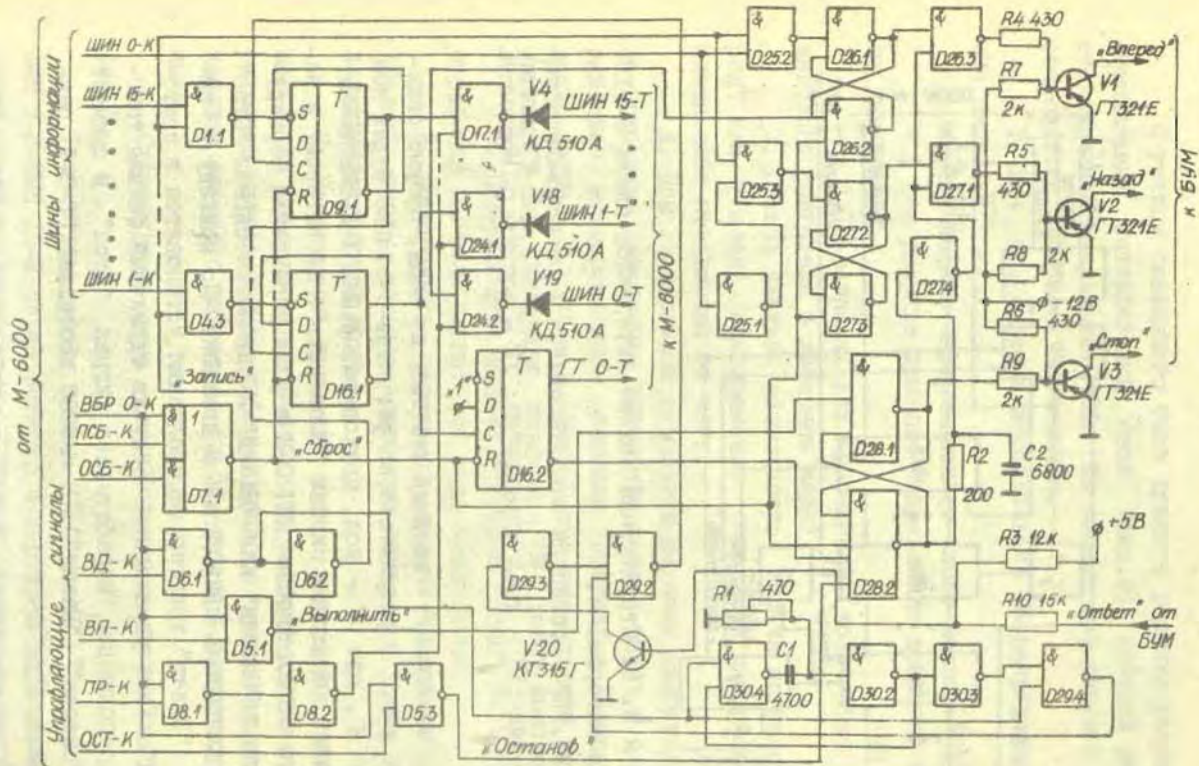 от М-6000
Шины информации
Управляющие сигналы
ШИН 0-К
ШИН 15-К
ШИН 1-К
ВБР 0-К
ПСБ-К
ОСБ-К
ВД-К
ВП-К
ПР-К
ОСТ-К
&
D1.1
&
D4.3
1
&
D7.1
&
D6.1
&
D6.2
&
D5.1
&
D8.1
&
D8.2
&
D5.3
„Запись"
„Сброс"
„Выполнить"
„Останов"
S T
D
C
R
D9.1
S T
D
C
R
D16.1
&
D17.1
V4
ШИН 15-Т
КД 510А
&
D24.1
V18
ШИН 1-Т"
КД 510А
&
D24.2
V19
ШИН 0-Т
КД 510А
к М-6000
„1"
S T
D
C
R
D16.2
ГТ 0-Т
&
D29.3
&
D29.2
V20
КТ315Г
&
D25.2
&
D26.1
&
D26.3
&
D26.2
&
D25.3
&
D27.2
&
D27.1
&
D27.4
&
D25.1
&
D27.3
&
D28.1
&
D28.2
R4 430
R7
2к
R5
430
R8
2к
-12В
R6
430
R9
2к
„Вперед"
V1
ГТ321Е
„Назад"
V2
ГТ321Е
„Стоп"
V3
ГТ321Е
к БУМ
R2
200
C2
6800
+5В
R3 12к
R10 15к
„Ответ" от
БУМ
R1
470
&
D30.4
C1
4700
&
D30.2
&
D30.3
&
D29.4